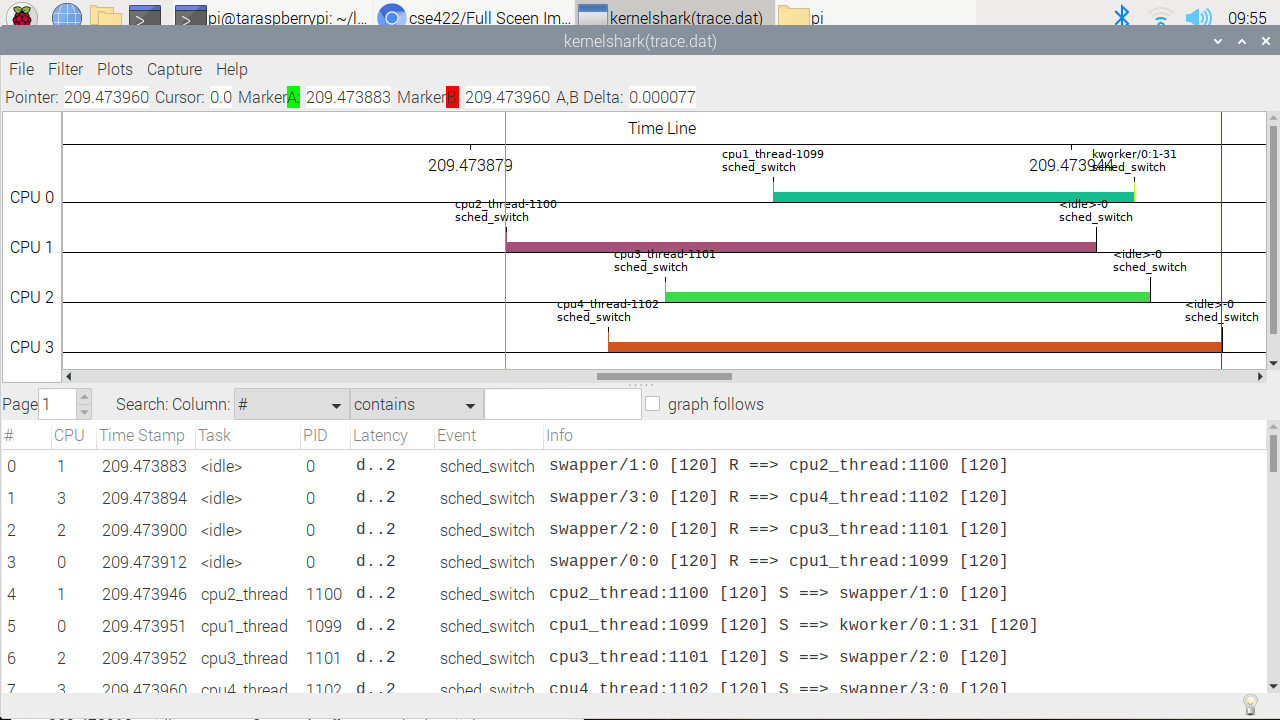 pi@taraspberrypi: ~/l... cse422/Full Sceen Im... kernelshark(trace.dat) pi 09:55
kernelshark(trace.dat)
File Filter Plots Capture Help
Pointer: 209.473960 Cursor: 0.0 Marker A: 209.473883 Marker B: 209.473960 A,B Delta: 0.000077
Time Line
209.473879 209.473944
cpu1_thread-1099 kworker/0:1-31
sched_switch sched_switch
CPU 0
cpu2_thread-1100 <idle>-0
sched_switch sched_switch
CPU 1
cpu3_thread-1101 <idle>-0
sched_switch sched_switch
CPU 2
cpu4_thread-1102 <idle>-0
sched_switch sched_switch
CPU 3
Page 1 Search: Column: # contains graph follows
# CPU Time Stamp Task PID Latency Event Info
0 1 209.473883 <idle> 0 d..2 sched_switch swapper/1:0 [120] R ==> cpu2_thread:1100 [120]
1 3 209.473894 <idle> 0 d..2 sched_switch swapper/3:0 [120] R ==> cpu4_thread:1102 [120]
2 2 209.473900 <idle> 0 d..2 sched_switch swapper/2:0 [120] R ==> cpu3_thread:1101 [120]
3 0 209.473912 <idle> 0 d..2 sched_switch swapper/0:0 [120] R ==> cpu1_thread:1099 [120]
4 1 209.473946 cpu2_thread 1100 d..2 sched_switch cpu2_thread:1100 [120] S ==> swapper/1:0 [120]
5 0 209.473951 cpu1_thread 1099 d..2 sched_switch cpu1_thread:1099 [120] S ==> kworker/0:1:31 [120]
6 2 209.473952 cpu3_thread 1101 d..2 sched_switch cpu3_thread:1101 [120] S ==> swapper/2:0 [120]
7 3 209.473960 cpu4_thread 1102 d..2 sched_switch cpu4_thread:1102 [120] S ==> swapper/3:0 [120]